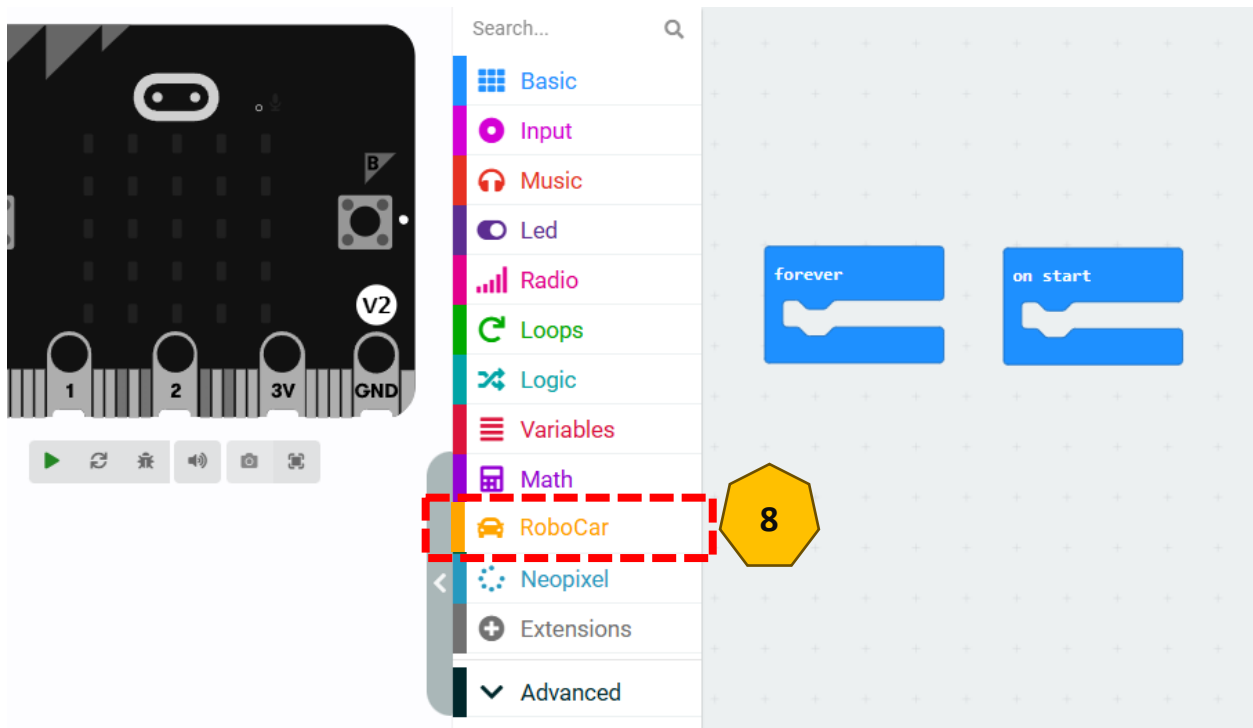 Search...
Basic
Input
Music
Led
Radio
Loops
Logic
Variables
Math
RoboCar
Neopixel
Extensions
Advanced
B
V2
1 2 3V GND
forever
on start
8